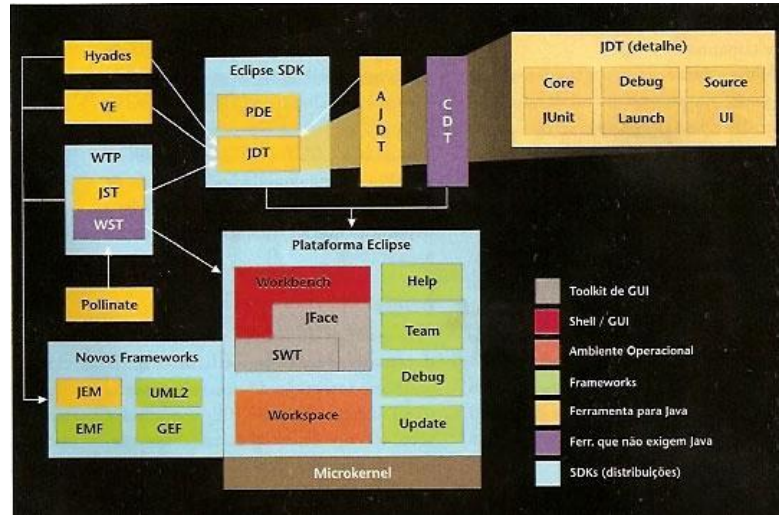 Hyades
VE
WTP
JST
WST
Pollinate
Eclipse SDK
PDE
JDT
AJDT
CDT
JDT (detalhe)
Core
Debug
Source
JUnit
Launch
UI
Plataforma Eclipse
Workbench
JFace
SWT
Workspace
Help
Team
Debug
Update
Microkernel
Novos Frameworks
JEM
UML2
EMF
GEF
Toolkit de GUI
Shell / GUI
Ambiente Operacional
Frameworks
Ferramenta para Java
Ferr. que não exigem Java
SDKs (distribuições)